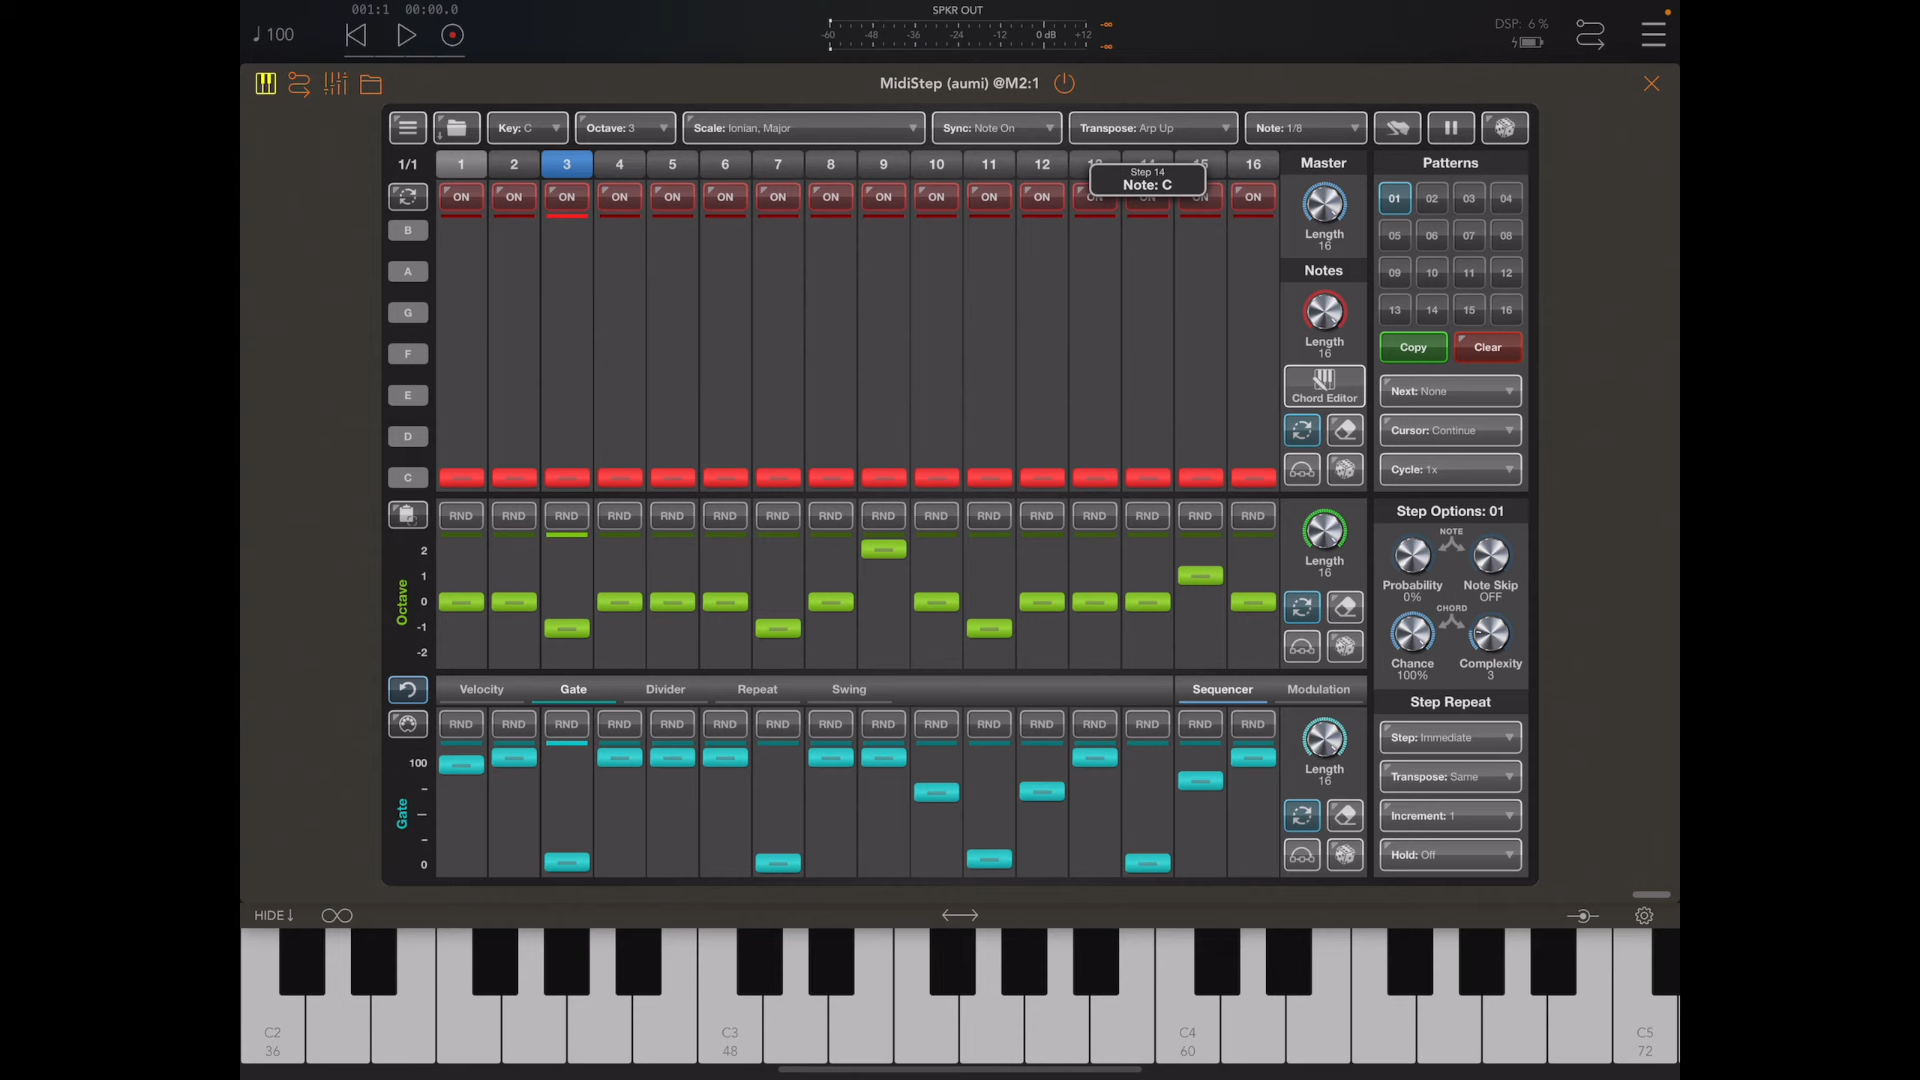 001:1 00:00.0
SPKR OUT
♩100
-60 -48 -36 -24 -12 0 dB +12
-∞
-∞
DSP: 6 %
MidiStep (aumi) @M2:1
Key: C
Octave: 3
Scale: Ionian, Major
Sync: Note On
Transpose: Arp Up
Note: 1/8
1/1 1 2 3 4 5 6 7 8 9 10 11 12 13 14 15 16
Step 14
Note: C
ON ON ON ON ON ON ON ON ON ON ON ON ON ON ON ON
B
A
G
F
E
D
C
Master
Length
16
Notes
Length
16
Chord Editor
Patterns
01 02 03 04
05 06 07 08
09 10 11 12
13 14 15 16
Copy Clear
Next: None
Cursor: Continue
Cycle: 1x
RND RND RND RND RND RND RND RND RND RND RND RND RND RND RND RND
Octave
2
1
0
-1
-2
Length
16
Step Options: 01
NOTE
Probability
0%
Note Skip
OFF
CHORD
Chance
100%
Complexity
3
Velocity Gate Divider Repeat Swing Sequencer Modulation
RND RND RND RND RND RND RND RND RND RND RND RND RND RND RND RND
Gate
100
0
Length
16
Step Repeat
Step: Immediate
Transpose: Same
Increment: 1
Hold: Off
HIDE↓
C2
36
C3
48
C4
60
C5
72